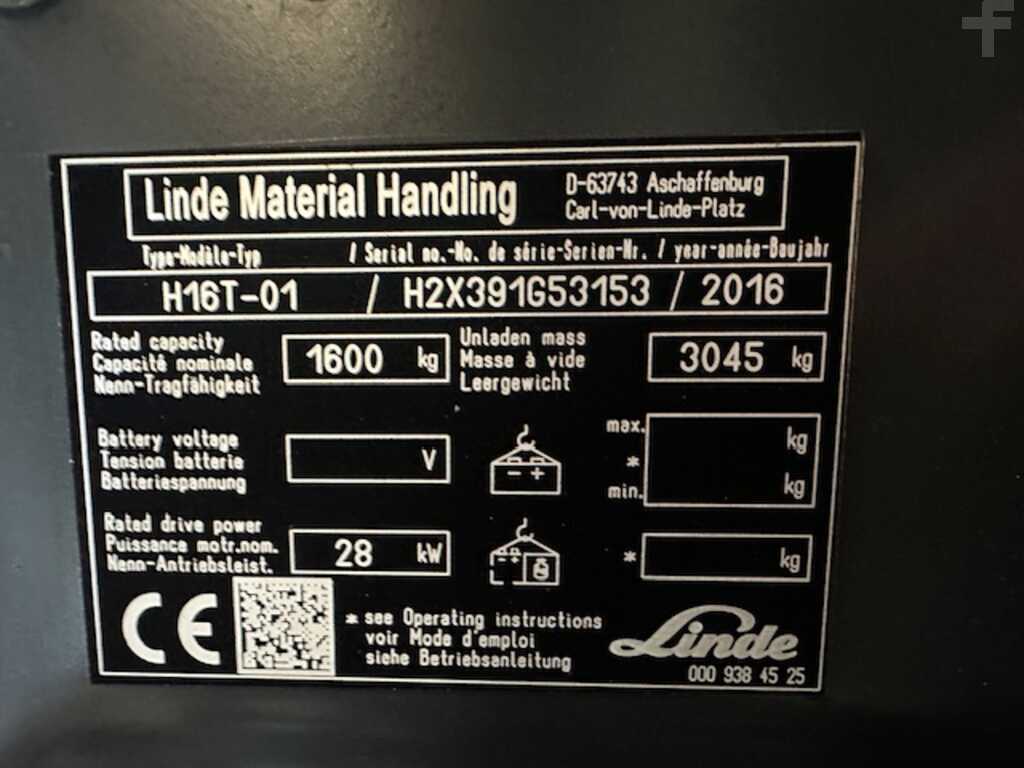 f
Linde Material Handling
D-63743 Aschaffenburg
Carl-von-Linde-Platz
Type-Modèle-Typ / Serial no.-No. de série-Serien-Nr. / year-année-Baujahr
H16T-01 / H2X391G53153 / 2016
Rated capacity
Capacité nominale
Nenn-Tragfähigkeit
1600 kg
Unladen mass
Masse à vide
Leergewicht
3045 kg
Battery voltage
Tension batterie
Batteriespannung
V
- +
max. kg
*
min. kg
Rated drive power
Puissance motr.nom.
Nenn-Antriebsleist.
28 kW
- +
* kg
CE
* see Operating instructions
voir Mode d'emploi
siehe Betriebsanleitung
Linde
000 938 45 25